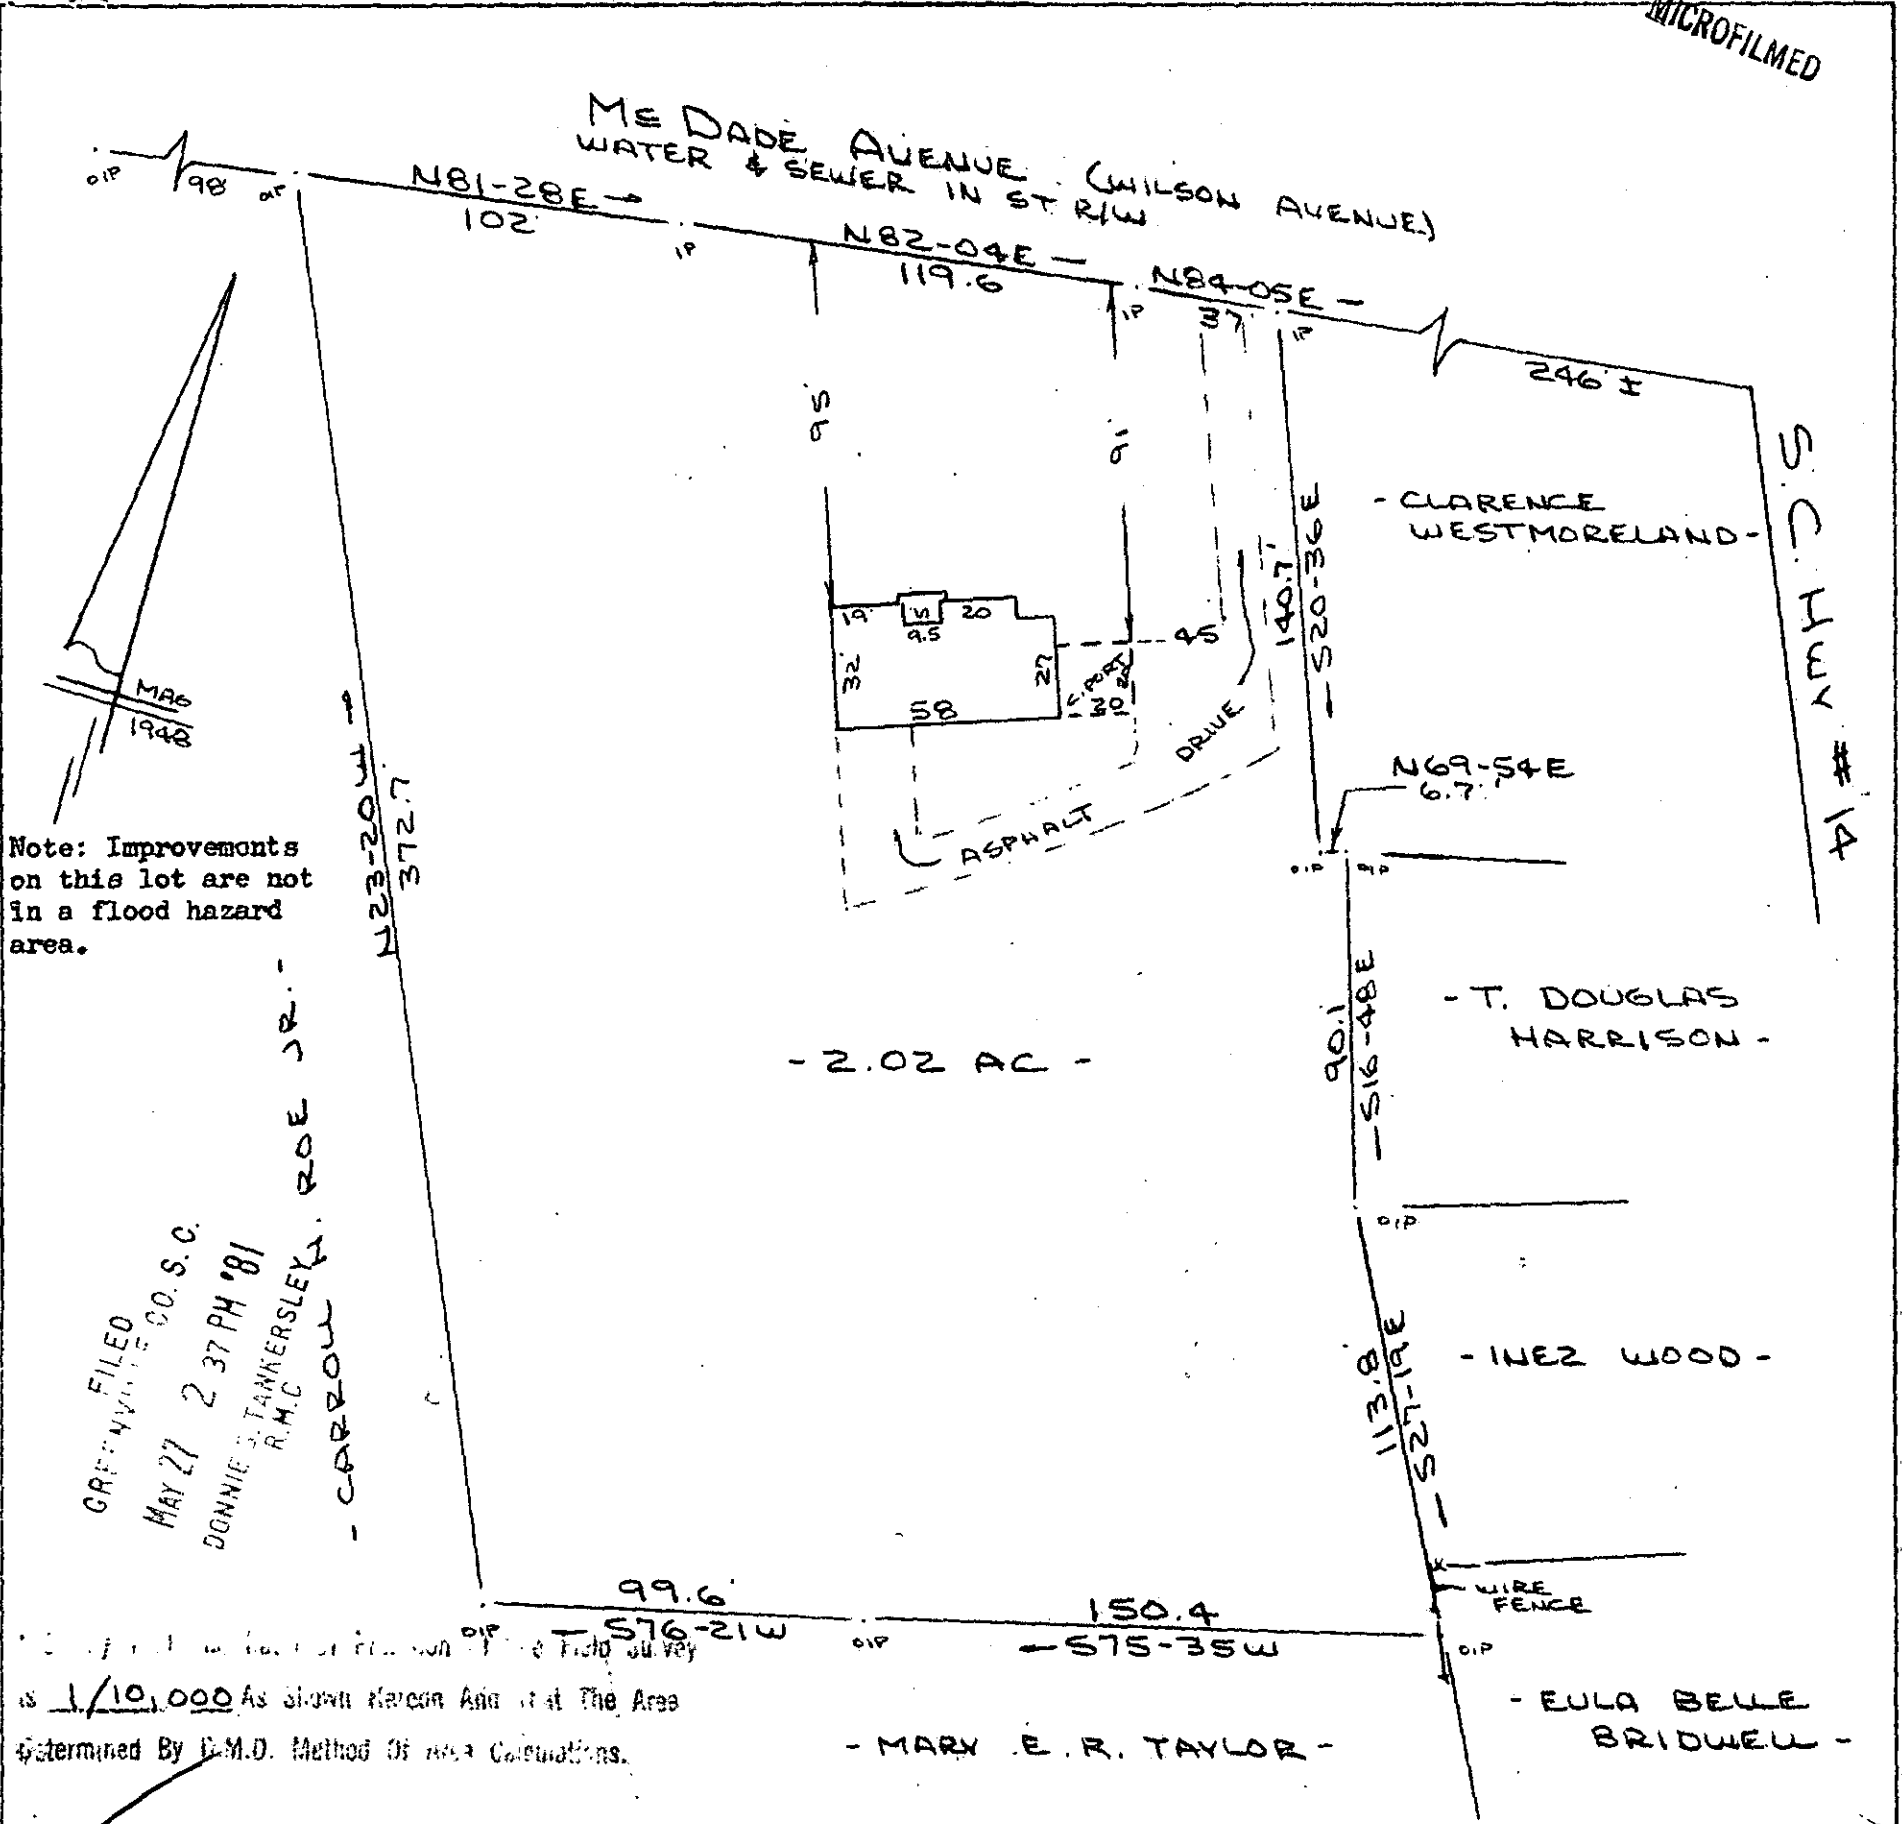 MICROFILMED
Mc DADE AVENUE (WILSON AVENUE)
WATER & SEWER IN ST R/W
OIP
98
OIP
N81-28E
102'
IP
N82-04E
119.6
IP
N84-05E
37'
IP
246' ±
S.C. HWY #14
95'
91'
- CLARENCE
WESTMORELAND -
140.7'
S20-36E
19'
9.5
20
32'
27
58
C.PORT
20
45
DRIVE
ASPHALT
MAG
1948
N69-54E
6.7'
OIP
OIP
Note: Improvements
on this lot are not
in a flood hazard
area.
N23-20W
372.7
- CARROLL H. ROE JR. -
- 2.02 AC -
90.1
S16-48E
- T. DOUGLAS
HARRISON -
OIP
113.8
S27-19E
- INEZ WOOD -
FILED
GREENVILLE CO. S. C.
MAY 27 2 37 PM '81
DONNIE S. TANKERSLEY
R.M.C
WIRE
FENCE
99.6'
S76-21W
OIP
OIP
150.4
S75-35W
OIP
Field Survey
is 1/10,000 As Shown Hereon And That The Area
Determined By D.M.D. Method Of Area Calculations.
- MARY E. R. TAYLOR -
- EULA BELLE
BRIDWELL -